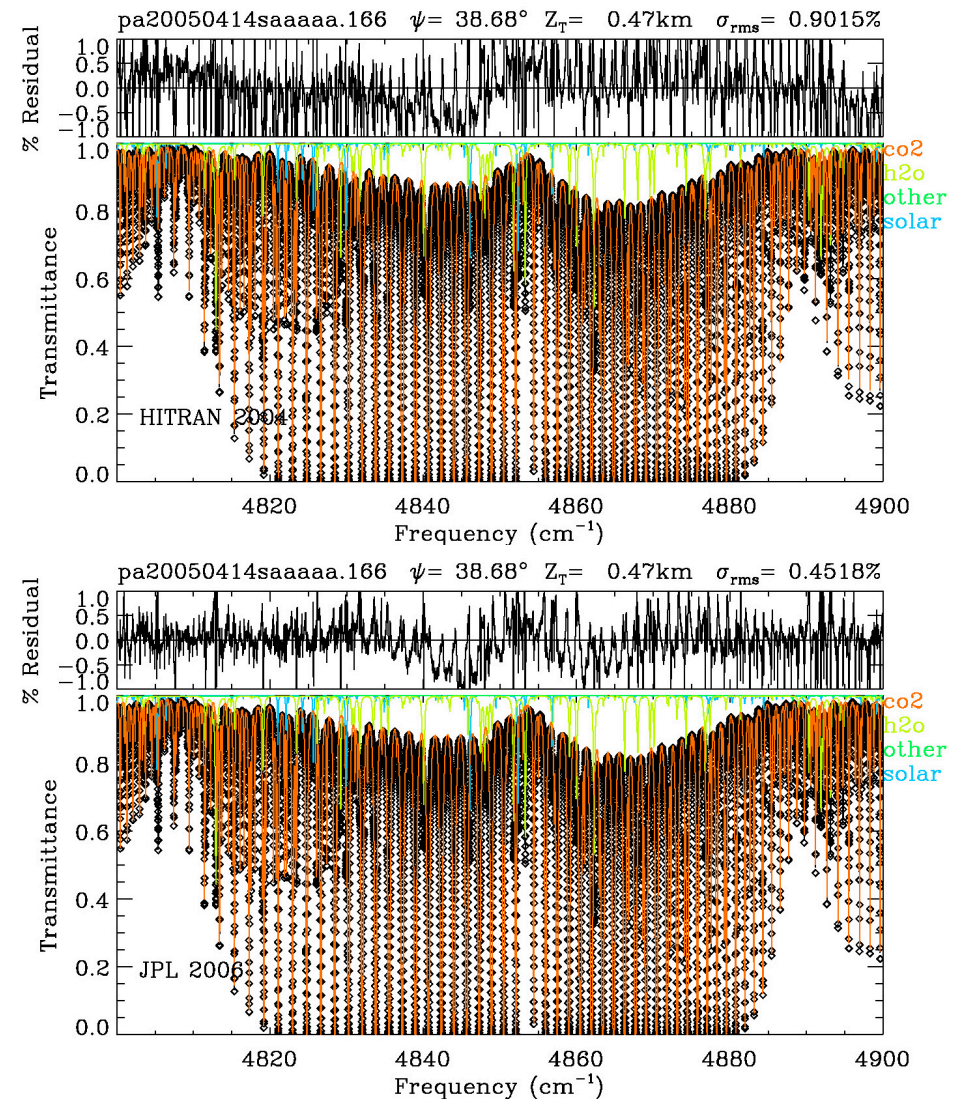 pa20050414saaaaa.166 ψ= 38.68° Z_T= 0.47km σ_rms= 0.9015%
1.0
0.5
0.0
−0.5
−1.0
% Residual
1.0
0.8
0.6
0.4
0.2
0.0
Transmittance
co2
h2o
other
solar
HITRAN 2004
4820 4840 4860 4880 4900
Frequency (cm⁻¹)
pa20050414saaaaa.166 ψ= 38.68° Z_T= 0.47km σ_rms= 0.4518%
1.0
0.5
0.0
−0.5
−1.0
% Residual
1.0
0.8
0.6
0.4
0.2
0.0
Transmittance
co2
h2o
other
solar
JPL 2006
4820 4840 4860 4880 4900
Frequency (cm⁻¹)